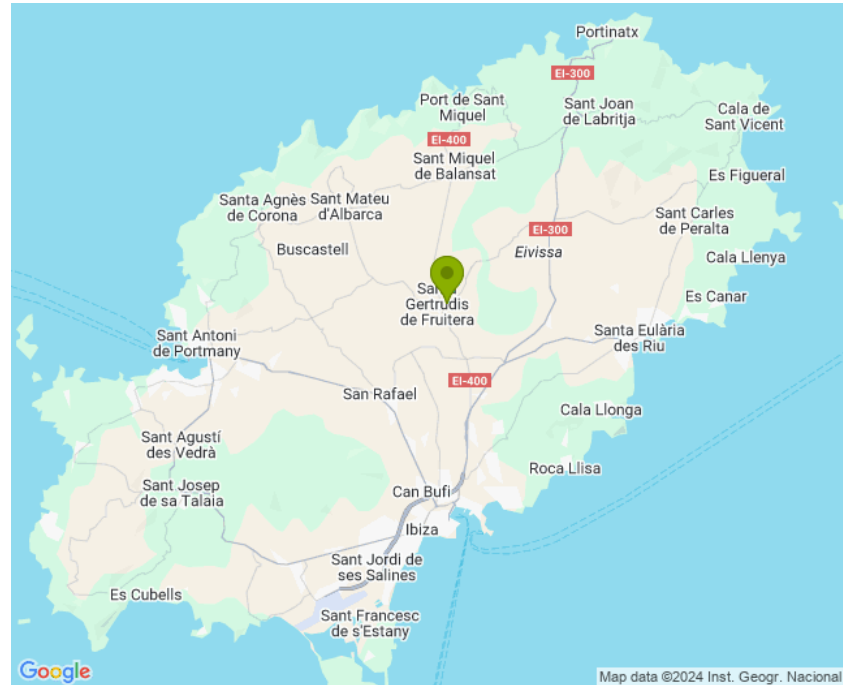 Portinatx
EI-300
Port de Sant
Miquel
Sant Joan
de Labritja
Cala de
Sant Vicent
EI-400
Sant Miquel
de Balansat
Es Figueral
Santa Agnès
de Corona
Sant Mateu
d'Albarca
Sant Carles
de Peralta
EI-300
Buscastell
Eivissa
Cala Llenya
Gertrudis
de Fruitera
Es Canar
Sant Antoni
de Portmany
Santa Eulària
des Riu
EI-400
San Rafael
Cala Llonga
Sant Agustí
des Vedrà
Roca Llisa
Sant Josep
de sa Talaia
Can Bufí
Ibiza
Sant Jordi de
ses Salines
Es Cubells
Sant Francesc
de s'Estany
Google
Map data ©2024 Inst. Geogr. Nacional